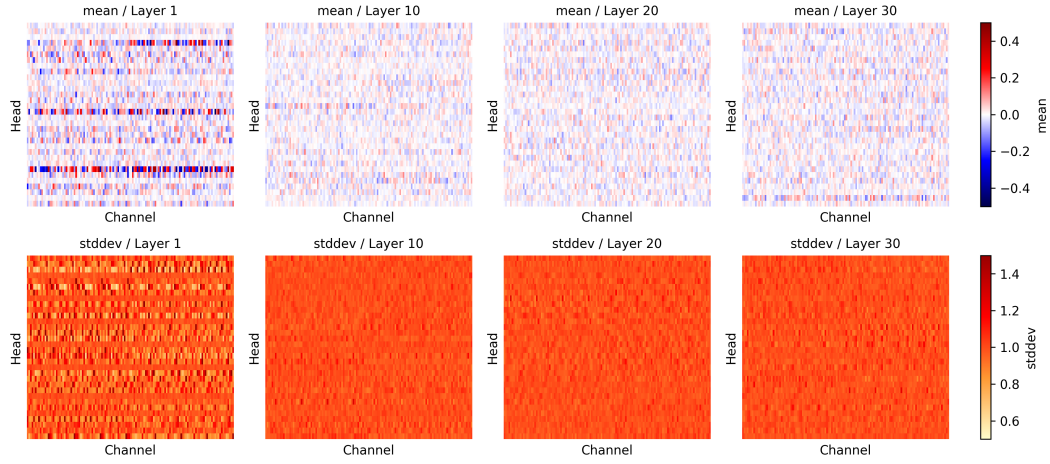 mean / Layer 1
mean / Layer 10
mean / Layer 20
mean / Layer 30
Head
Head
Head
Head
Channel
Channel
Channel
Channel
0.4
0.2
0.0
−0.2
−0.4
mean
stddev / Layer 1
stddev / Layer 10
stddev / Layer 20
stddev / Layer 30
Head
Head
Head
Head
Channel
Channel
Channel
Channel
1.4
1.2
1.0
0.8
0.6
stddev